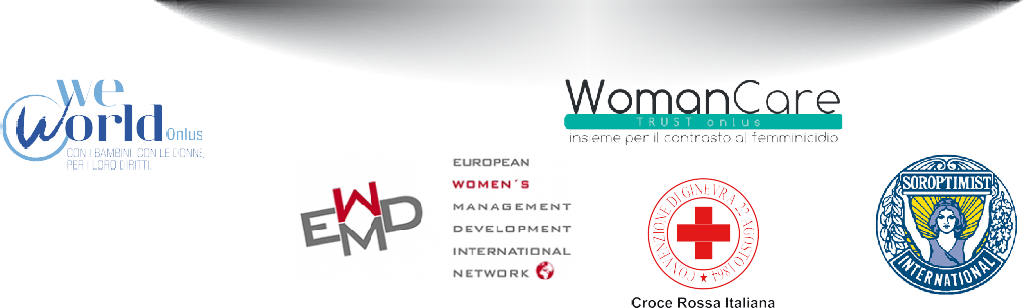 we
World Onlus
CON I BAMBINI, CON LE DONNE,
PER I LORO DIRITTI.
WomanCare
TRUST onlus
insieme per il contrasto al femminicidio
EWMD
EUROPEAN
WOMEN´S
MANAGEMENT
DEVELOPMENT
INTERNATIONAL
NETWORK
CONVENZIONE DI GINEVRA 22 AGOSTO 1864
Croce Rossa Italiana
SOROPTIMIST
INTERNATIONAL